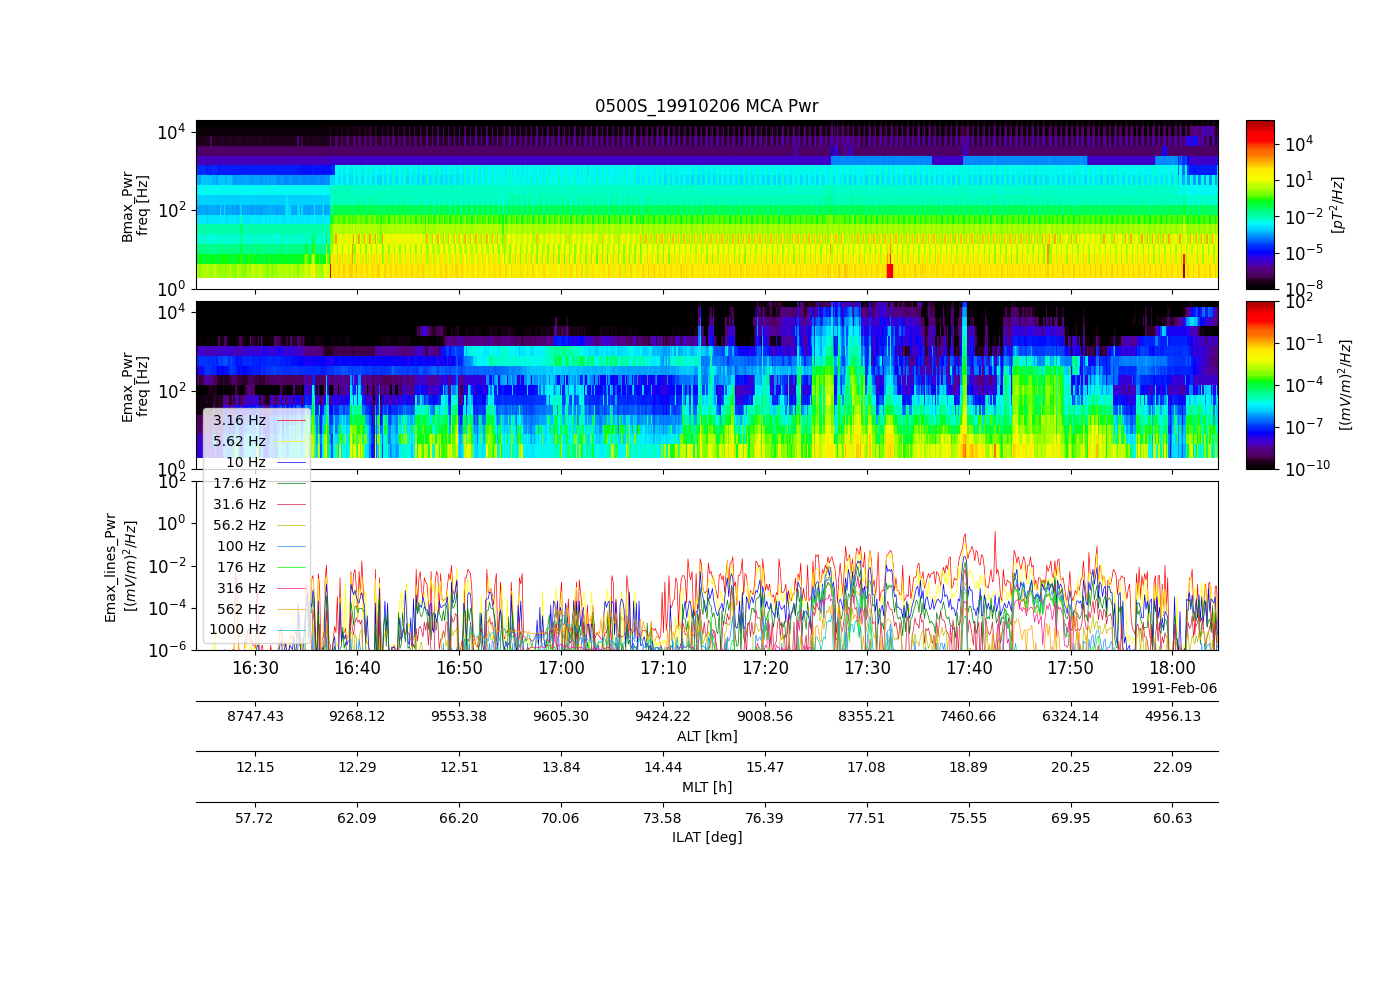 0500S_19910206 MCA Pwr
Bmax_Pwr
freq [Hz]
10^4
10^2
10^0
10^4
10^1
10^-2
10^-5
10^-8
[pT^2/Hz]
Emax_Pwr
freq [Hz]
10^4
10^2
10^0
10^2
10^-1
10^-4
10^-7
10^-10
[(mV/m)^2/Hz]
Emax_lines_Pwr
[(mV/m)^2/Hz]
10^2
10^0
10^-2
10^-4
10^-6
3.16 Hz
5.62 Hz
10 Hz
17.6 Hz
31.6 Hz
56.2 Hz
100 Hz
176 Hz
316 Hz
562 Hz
1000 Hz
16:30 16:40 16:50 17:00 17:10 17:20 17:30 17:40 17:50 18:00
1991-Feb-06
8747.43 9268.12 9553.38 9605.30 9424.22 9008.56 8355.21 7460.66 6324.14 4956.13
ALT [km]
12.15 12.29 12.51 13.84 14.44 15.47 17.08 18.89 20.25 22.09
MLT [h]
57.72 62.09 66.20 70.06 73.58 76.39 77.51 75.55 69.95 60.63
ILAT [deg]